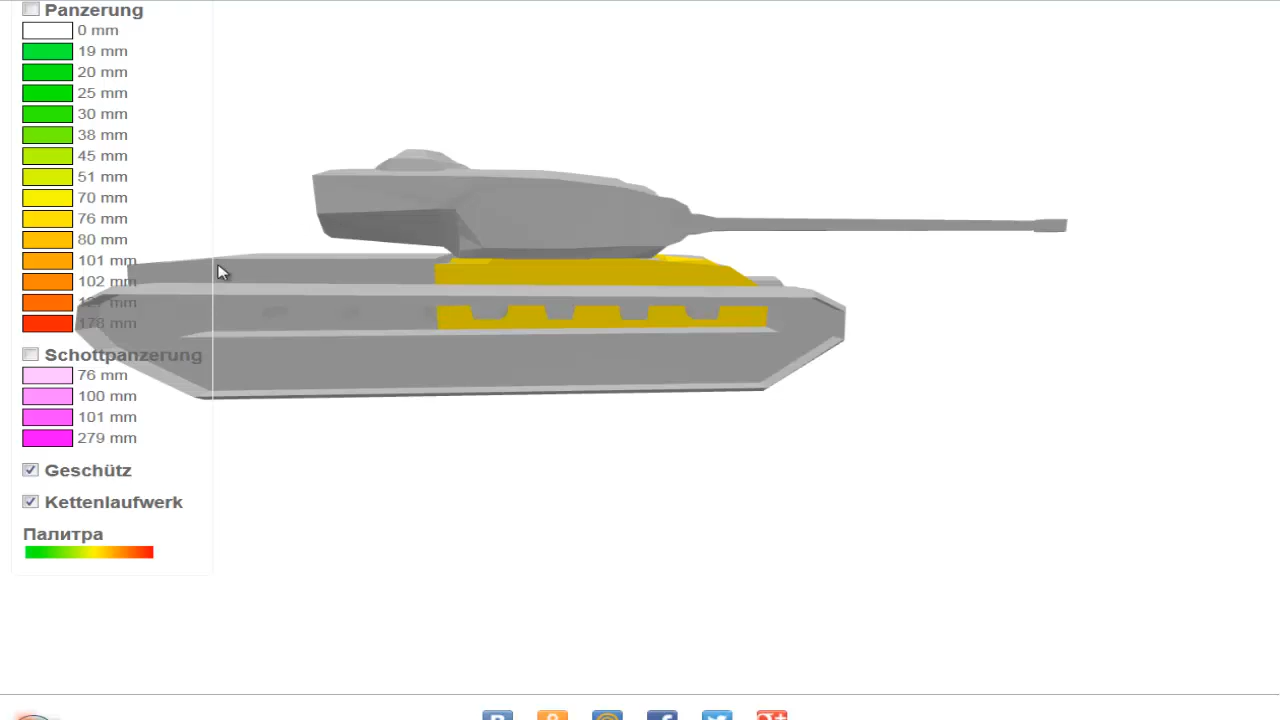 Panzerung
0 mm
19 mm
20 mm
25 mm
30 mm
38 mm
45 mm
51 mm
70 mm
76 mm
80 mm
101 mm
102 mm
mm
178 mm
Schottpanzerung
76 mm
100 mm
101 mm
279 mm
Geschütz
Kettenlaufwerk
Палитра